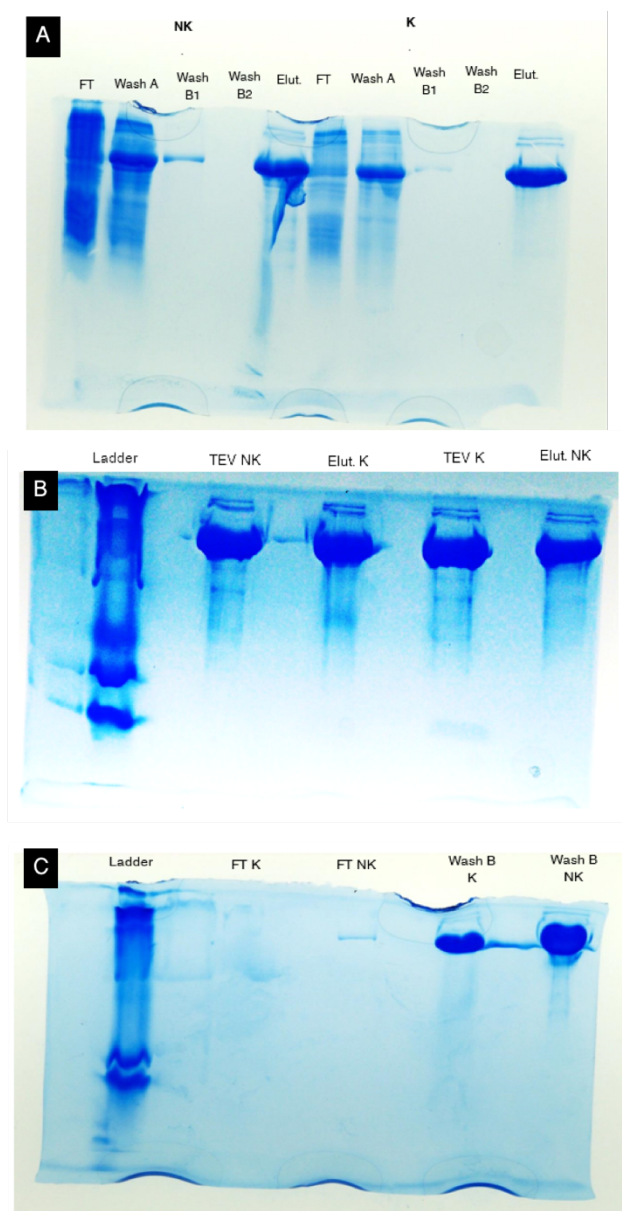 A
NK
K
FT Wash A Wash B1 Wash B2 Elut. FT Wash A Wash B1 Wash B2 Elut.
B
Ladder TEV NK Elut. K TEV K Elut. NK
C
Ladder FT K FT NK Wash B K Wash B NK